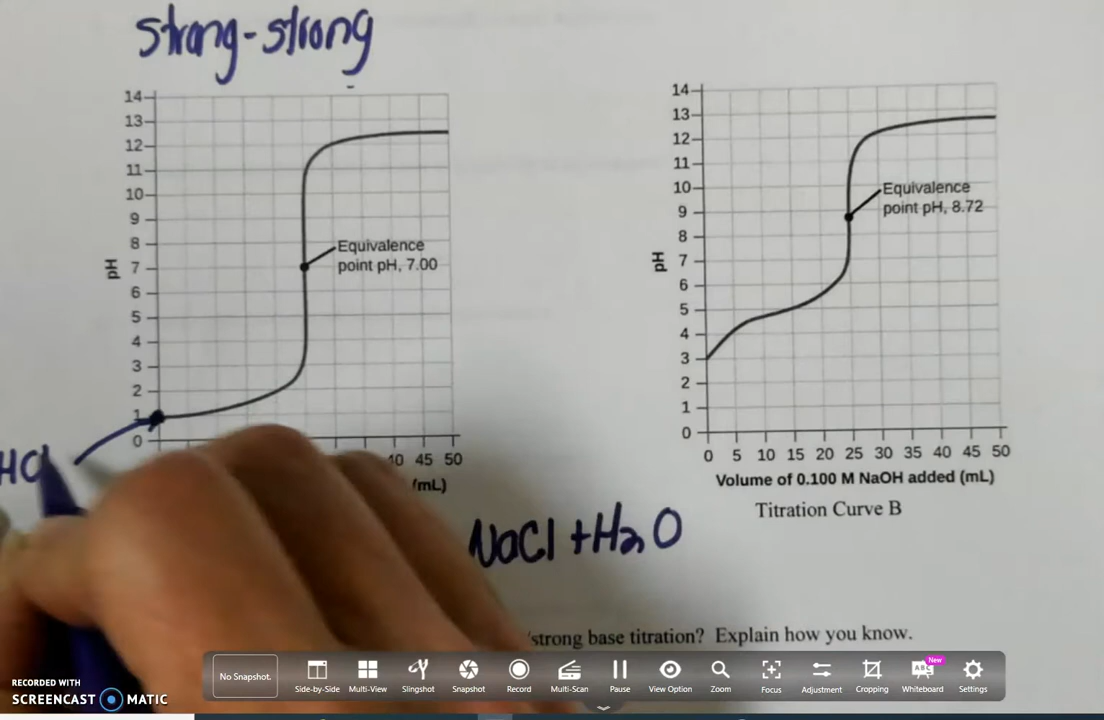 strong-strong
14
13
12
11
10
9
8
7
6
5
4
3
2
1
0
pH
Equivalence
point pH, 7.00
40 45 50
(mL)
HCl
14
13
12
11
10
9
8
7
6
5
4
3
2
1
0
pH
Equivalence
point pH, 8.72
0 5 10 15 20 25 30 35 40 45 50
Volume of 0.100 M NaOH added (mL)
Titration Curve B
NaCl + H2O
strong base titration? Explain how you know.
No Snapshot.
Side-by-Side Multi-View Slingshot Snapshot Record Multi-Scan Pause View Option Zoom Focus Adjustment Cropping Whiteboard Settings
New
ABC
RECORDED WITH
SCREENCAST MATIC